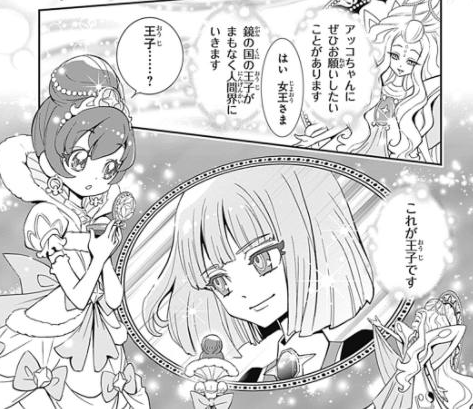 アッコちゃんに
ぜひお願いしたい
ことがあります
はい 女王さま
鏡の国の王子が
まもなく人間界に
いきます
王子……?
これが王子です